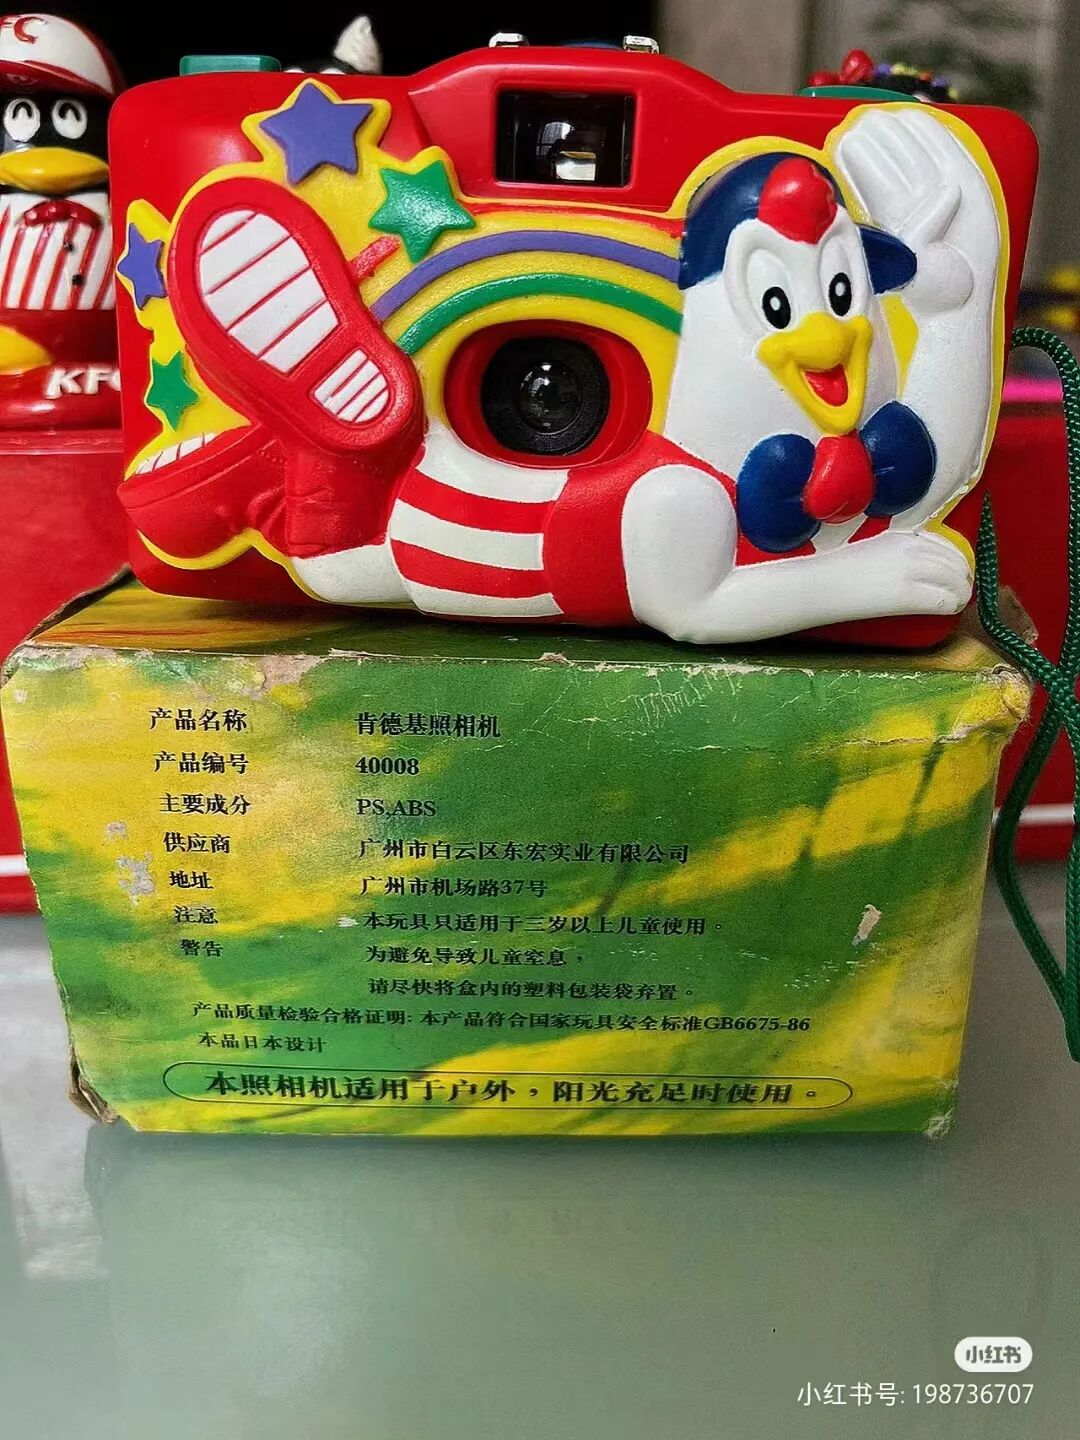 FC
KFC
产品名称 肯德基照相机
产品编号 40008
主要成分 PS,ABS
供应商 广州市白云区东宏实业有限公司
地址 广州市机场路37号
注意 本玩具只适用于三岁以上儿童使用。
警告 为避免导致儿童窒息,
请尽快将盒内的塑料包装袋弃置。
产品质量检验合格证明: 本产品符合国家玩具安全标准GB6675-86
本品日本设计
本照相机适用于户外,阳光充足时使用。
小红书
小红书号: 198736707